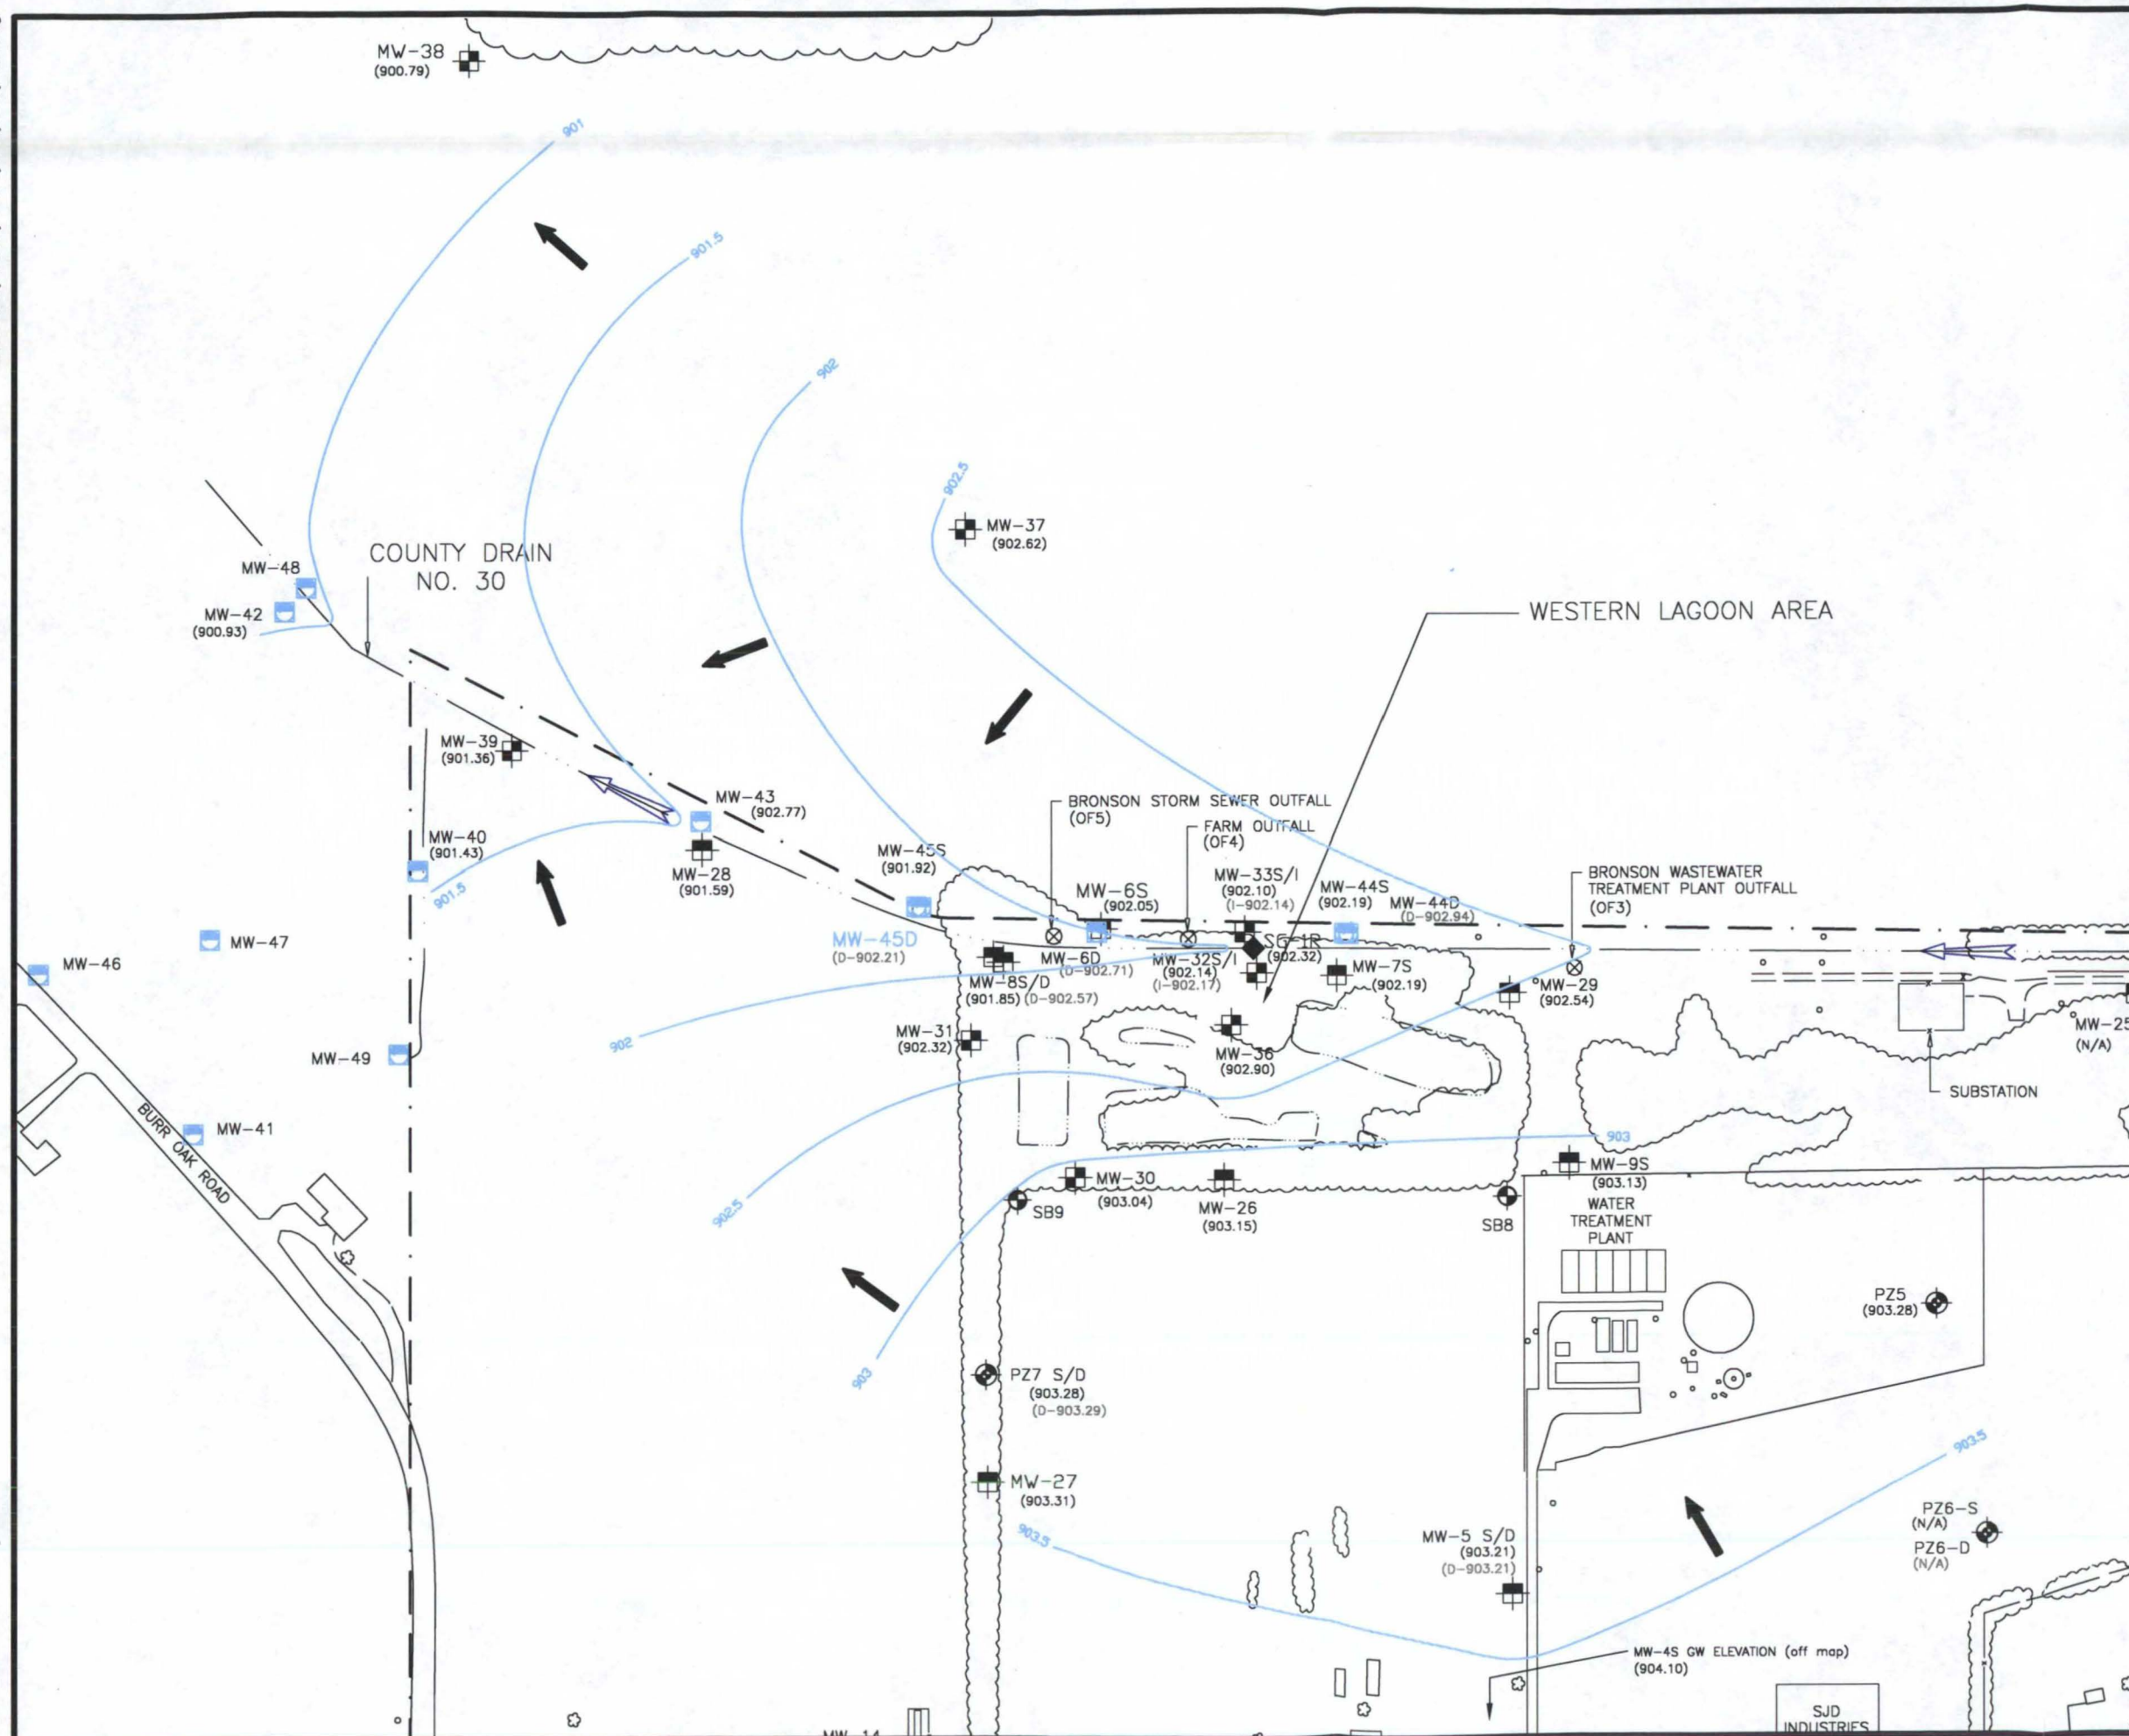 MW-38
(900.79)
901
901.5
902
902.5
MW-37
(902.62)
COUNTY DRAIN
NO. 30
MW-48
MW-42
(900.93)
WESTERN LAGOON AREA
MW-39
(901.36)
MW-43
(902.77)
BRONSON STORM SEWER OUTFALL
(OF5)
FARM OUTFALL
(OF4)
MW-40
(901.43)
MW-28
(901.59)
901.5
MW-45S
(901.92)
MW-33S/I
(902.10)
(I-902.14)
MW-6S
(902.05)
MW-44S
(902.19)
MW-44D
(D-902.94)
BRONSON WASTEWATER
TREATMENT PLANT OUTFALL
(OF3)
MW-47
MW-45D
(D-902.21)
SG-1R
(902.32)
MW-46
MW-6D
(D-902.71)
MW-32S/I
(902.14)
(I-902.17)
MW-7S
(902.19)
MW-8S/D
(901.85) (D-902.57)
MW-29
(902.54)
MW-31
(902.32)
902
MW-25
(N/A)
MW-49
MW-36
(902.90)
SUBSTATION
BURR OAK ROAD
MW-41
903
MW-9S
(903.13)
MW-30
(903.04)
902.5
SB9
MW-26
(903.15)
SB8
WATER
TREATMENT
PLANT
PZ5
(903.28)
903
PZ7 S/D
(903.28)
(D-903.29)
903.5
MW-27
(903.31)
903.5
MW-5 S/D
(903.21)
(D-903.21)
PZ6-S
(N/A)
PZ6-D
(N/A)
MW-4S GW ELEVATION (off map)
(904.10)
SJD
INDUSTRIES
MW-14